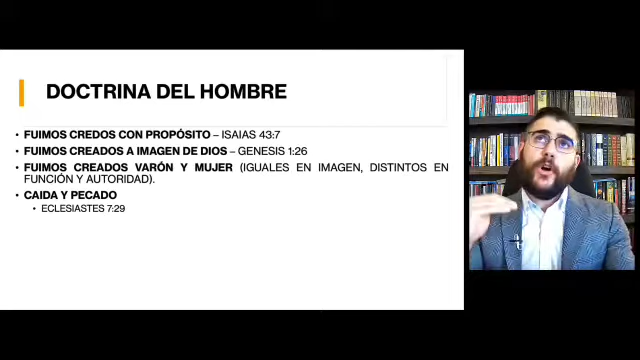 DOCTRINA DEL HOMBRE
• FUIMOS CREDOS CON PROPÓSITO – ISAIAS 43:7
• FUIMOS CREADOS A IMAGEN DE DIOS – GENESIS 1:26
• FUIMOS CREADOS VARÓN Y MUJER (IGUALES EN IMAGEN, DISTINTOS EN
FUNCIÓN Y AUTORIDAD).
• CAIDA Y PECADO
• ECLESIASTES 7:29